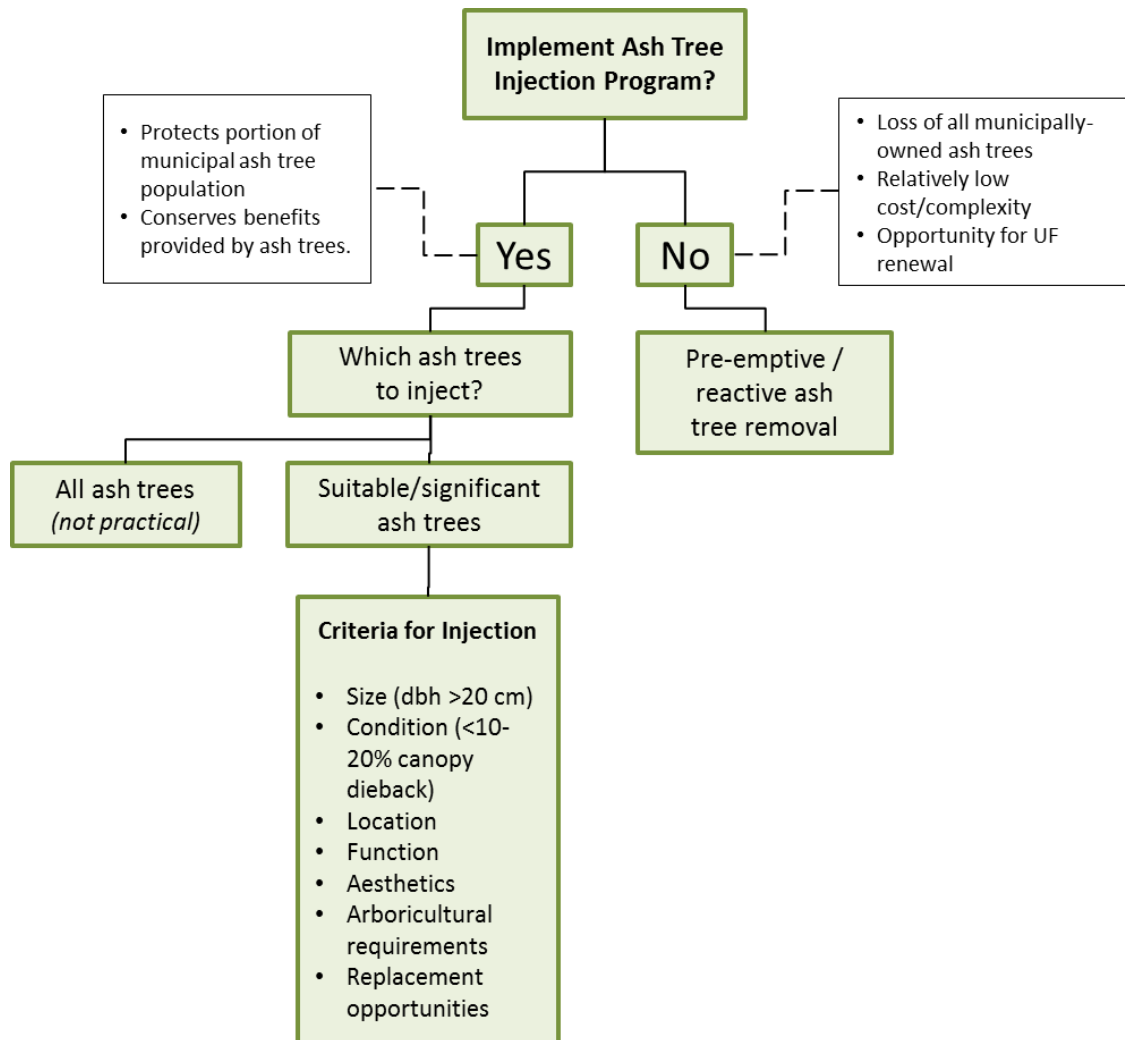 Implement Ash Tree
Injection Program?
• Protects portion of
municipal ash tree
population
• Conserves benefits
provided by ash trees.
• Loss of all municipally-
owned ash trees
• Relatively low
cost/complexity
• Opportunity for UF
renewal
Yes
No
Which ash trees
to inject?
Pre-emptive /
reactive ash
tree removal
All ash trees
(not practical)
Suitable/significant
ash trees
Criteria for Injection
• Size (dbh >20 cm)
• Condition (<10-
20% canopy
dieback)
• Location
• Function
• Aesthetics
• Arboricultural
requirements
• Replacement
opportunities